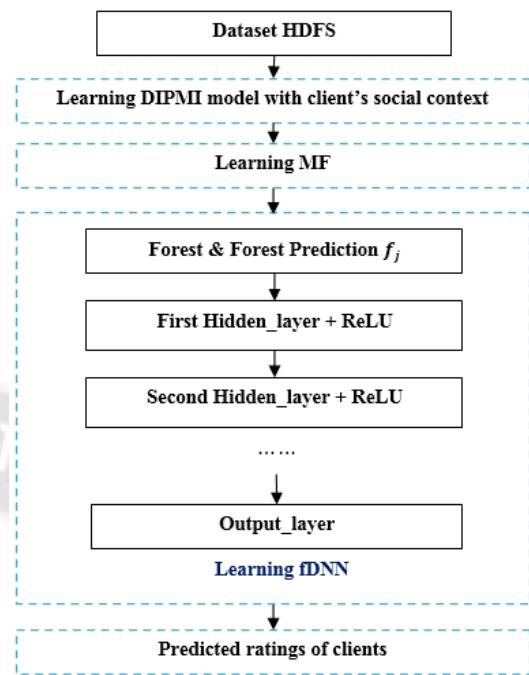 Dataset HDFS
Learning DIPMI model with client's social context
Learning MF
Forest & Forest Prediction f_j
First Hidden_layer + ReLU
Second Hidden_layer + ReLU
... ...
Output_layer
Learning fDNN
Predicted ratings of clients